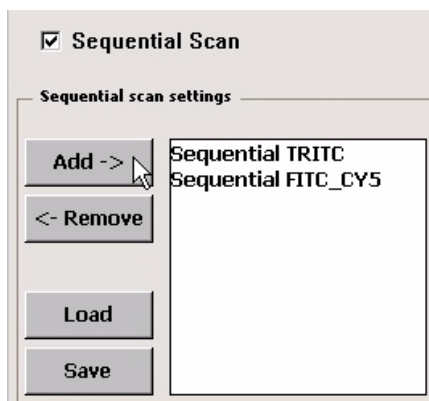 Sequential Scan
Sequential scan settings
Add ->
Sequential TRITC
Sequential FITC_CY5
<- Remove
Load
Save